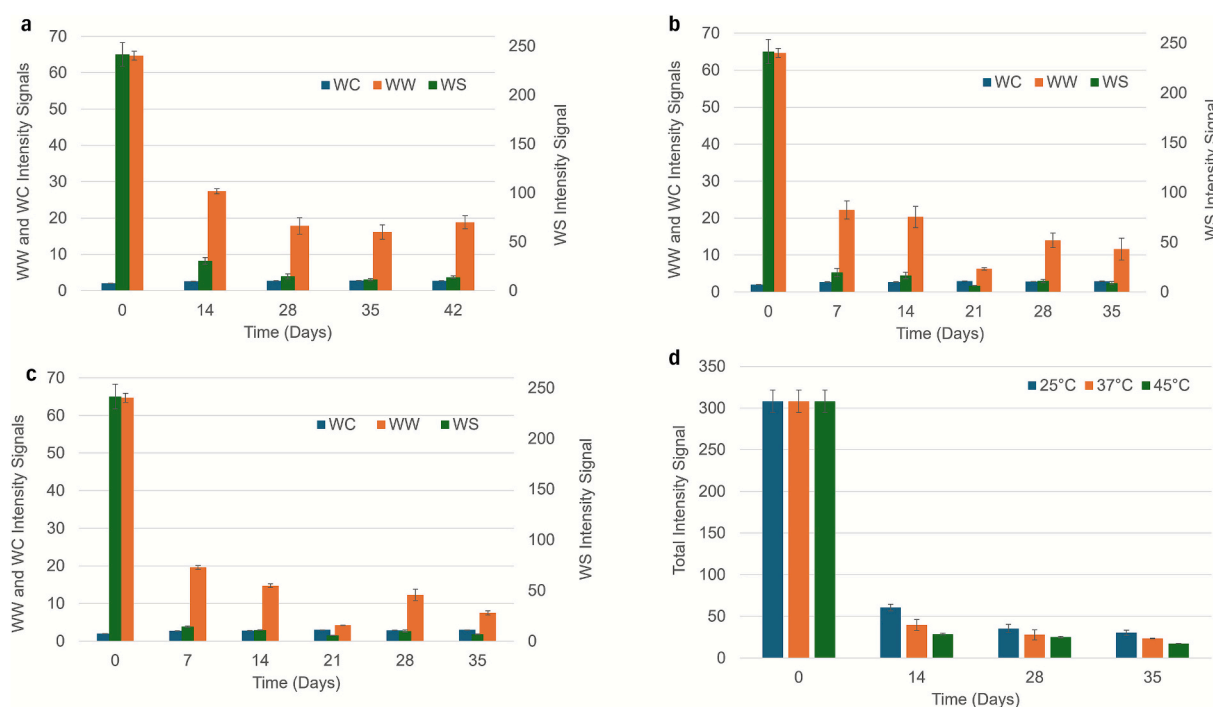 a
70
60
50
40
30
20
10
0
WW and WC Intensity Signals
WC WW WS
250
200
150
100
50
0
WS Intensity Signal
0 14 28 35 42
Time (Days)
b
70
60
50
40
30
20
10
0
WW and WC Intensity Signals
WC WW WS
250
200
150
100
50
0
WS Intensity Signal
0 7 14 21 28 35
Time (Days)
c
70
60
50
40
30
20
10
0
WW and WC Intensity Signals
WC WW WS
250
200
150
100
50
0
WS Intensity Signal
0 7 14 21 28 35
Time (Days)
d
350
300
250
200
150
100
50
0
Total Intensity Signal
25°C 37°C 45°C
0 14 28 35
Time (Days)